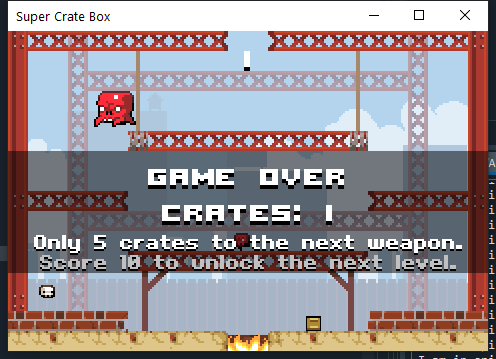 Super Crate Box
1
GAME OVER
CRATES: 1
Only 5 crates to the next weapon.
Score 10 to unlock the next level.